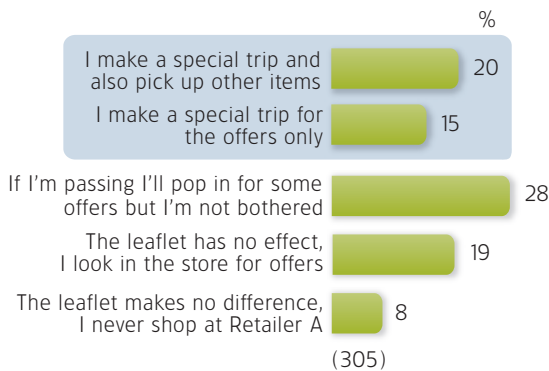 %
I make a special trip and
also pick up other items
20
I make a special trip for
the offers only
15
If I'm passing I'll pop in for some
offers but I'm not bothered
28
The leaflet has no effect,
I look in the store for offers
19
The leaflet makes no difference,
I never shop at Retailer A
8
(305)